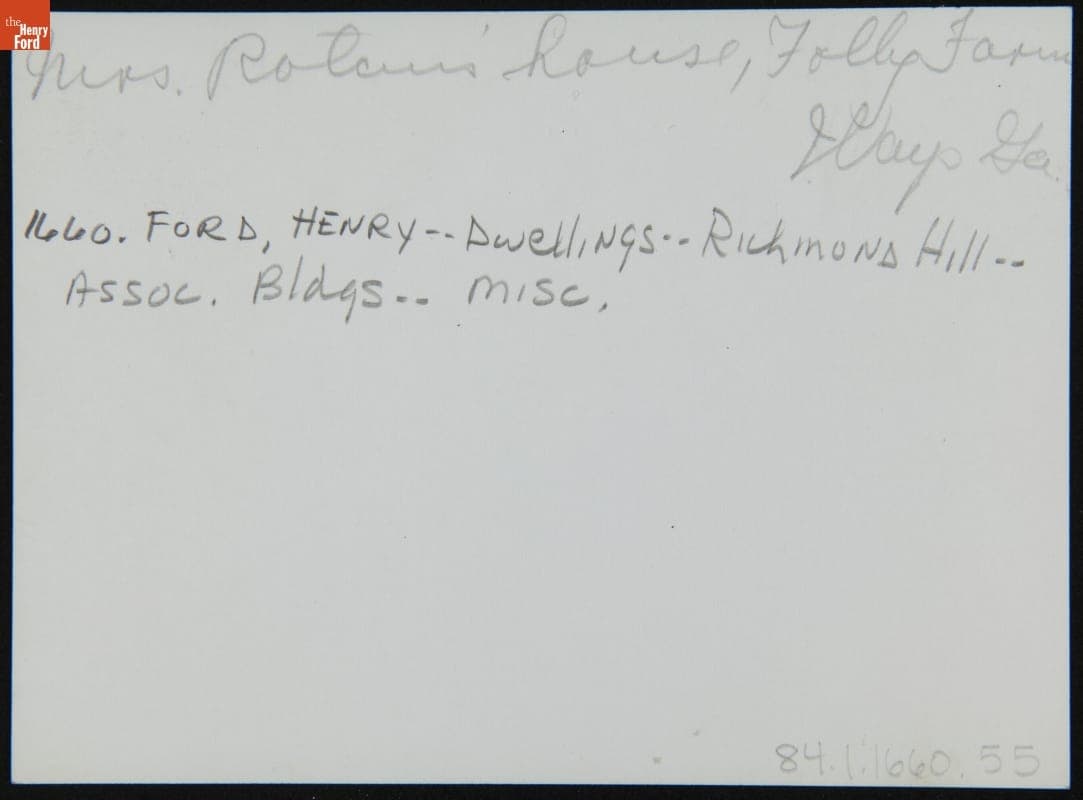 the Henry Ford
Mrs. Rotan's house, Folly Farm
Ways Ga.
1660. FORD, HENRY-- Dwellings-- Richmond Hill--
Assoc. Bldgs-- misc.
84.1.1660.55